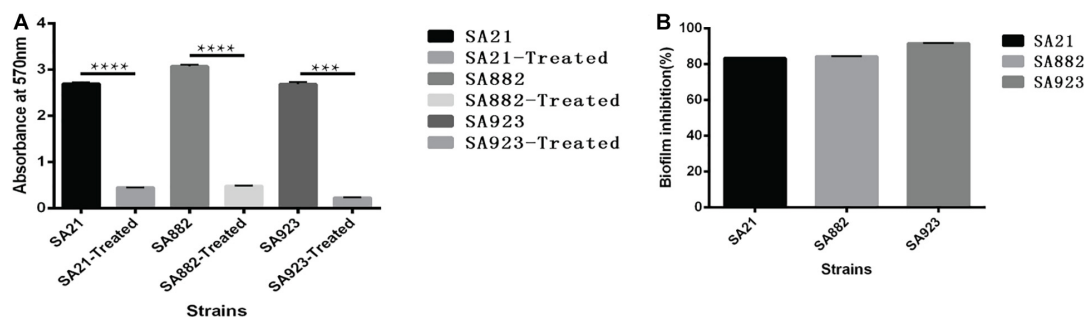 A
Absorbance at 570nm
4
3
2
1
0
****
****
***
SA21
SA21-Treated
SA882
SA882-Treated
SA923
SA923-Treated
Strains
SA21
SA21-Treated
SA882
SA882-Treated
SA923
SA923-Treated
B
Biofilm inhibition(%)
100
80
60
40
20
0
SA21
SA882
SA923
Strains
SA21
SA882
SA923